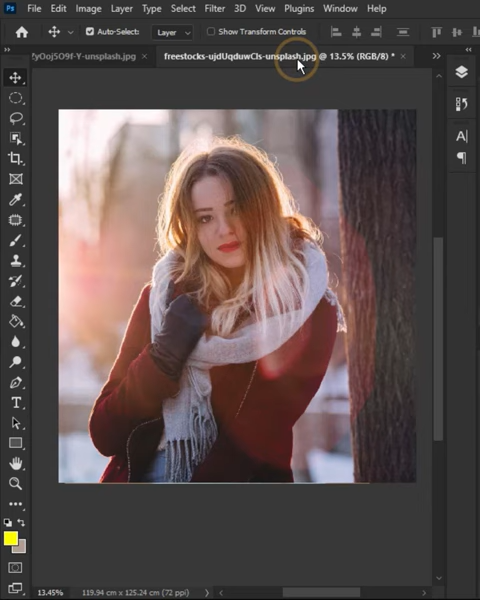 Ps File Edit Image Layer Type Select Filter 3D View Plugins Window Help
Auto-Select: Layer Show Transform Controls
ZyOoj5O9f-Y-unsplash.jpg × freestocks-ujdUqduwCls-unsplash.jpg @ 13.5% (RGB/8) * ×
A
T
13.45% 119.94 cm x 125.24 cm (72 ppi)